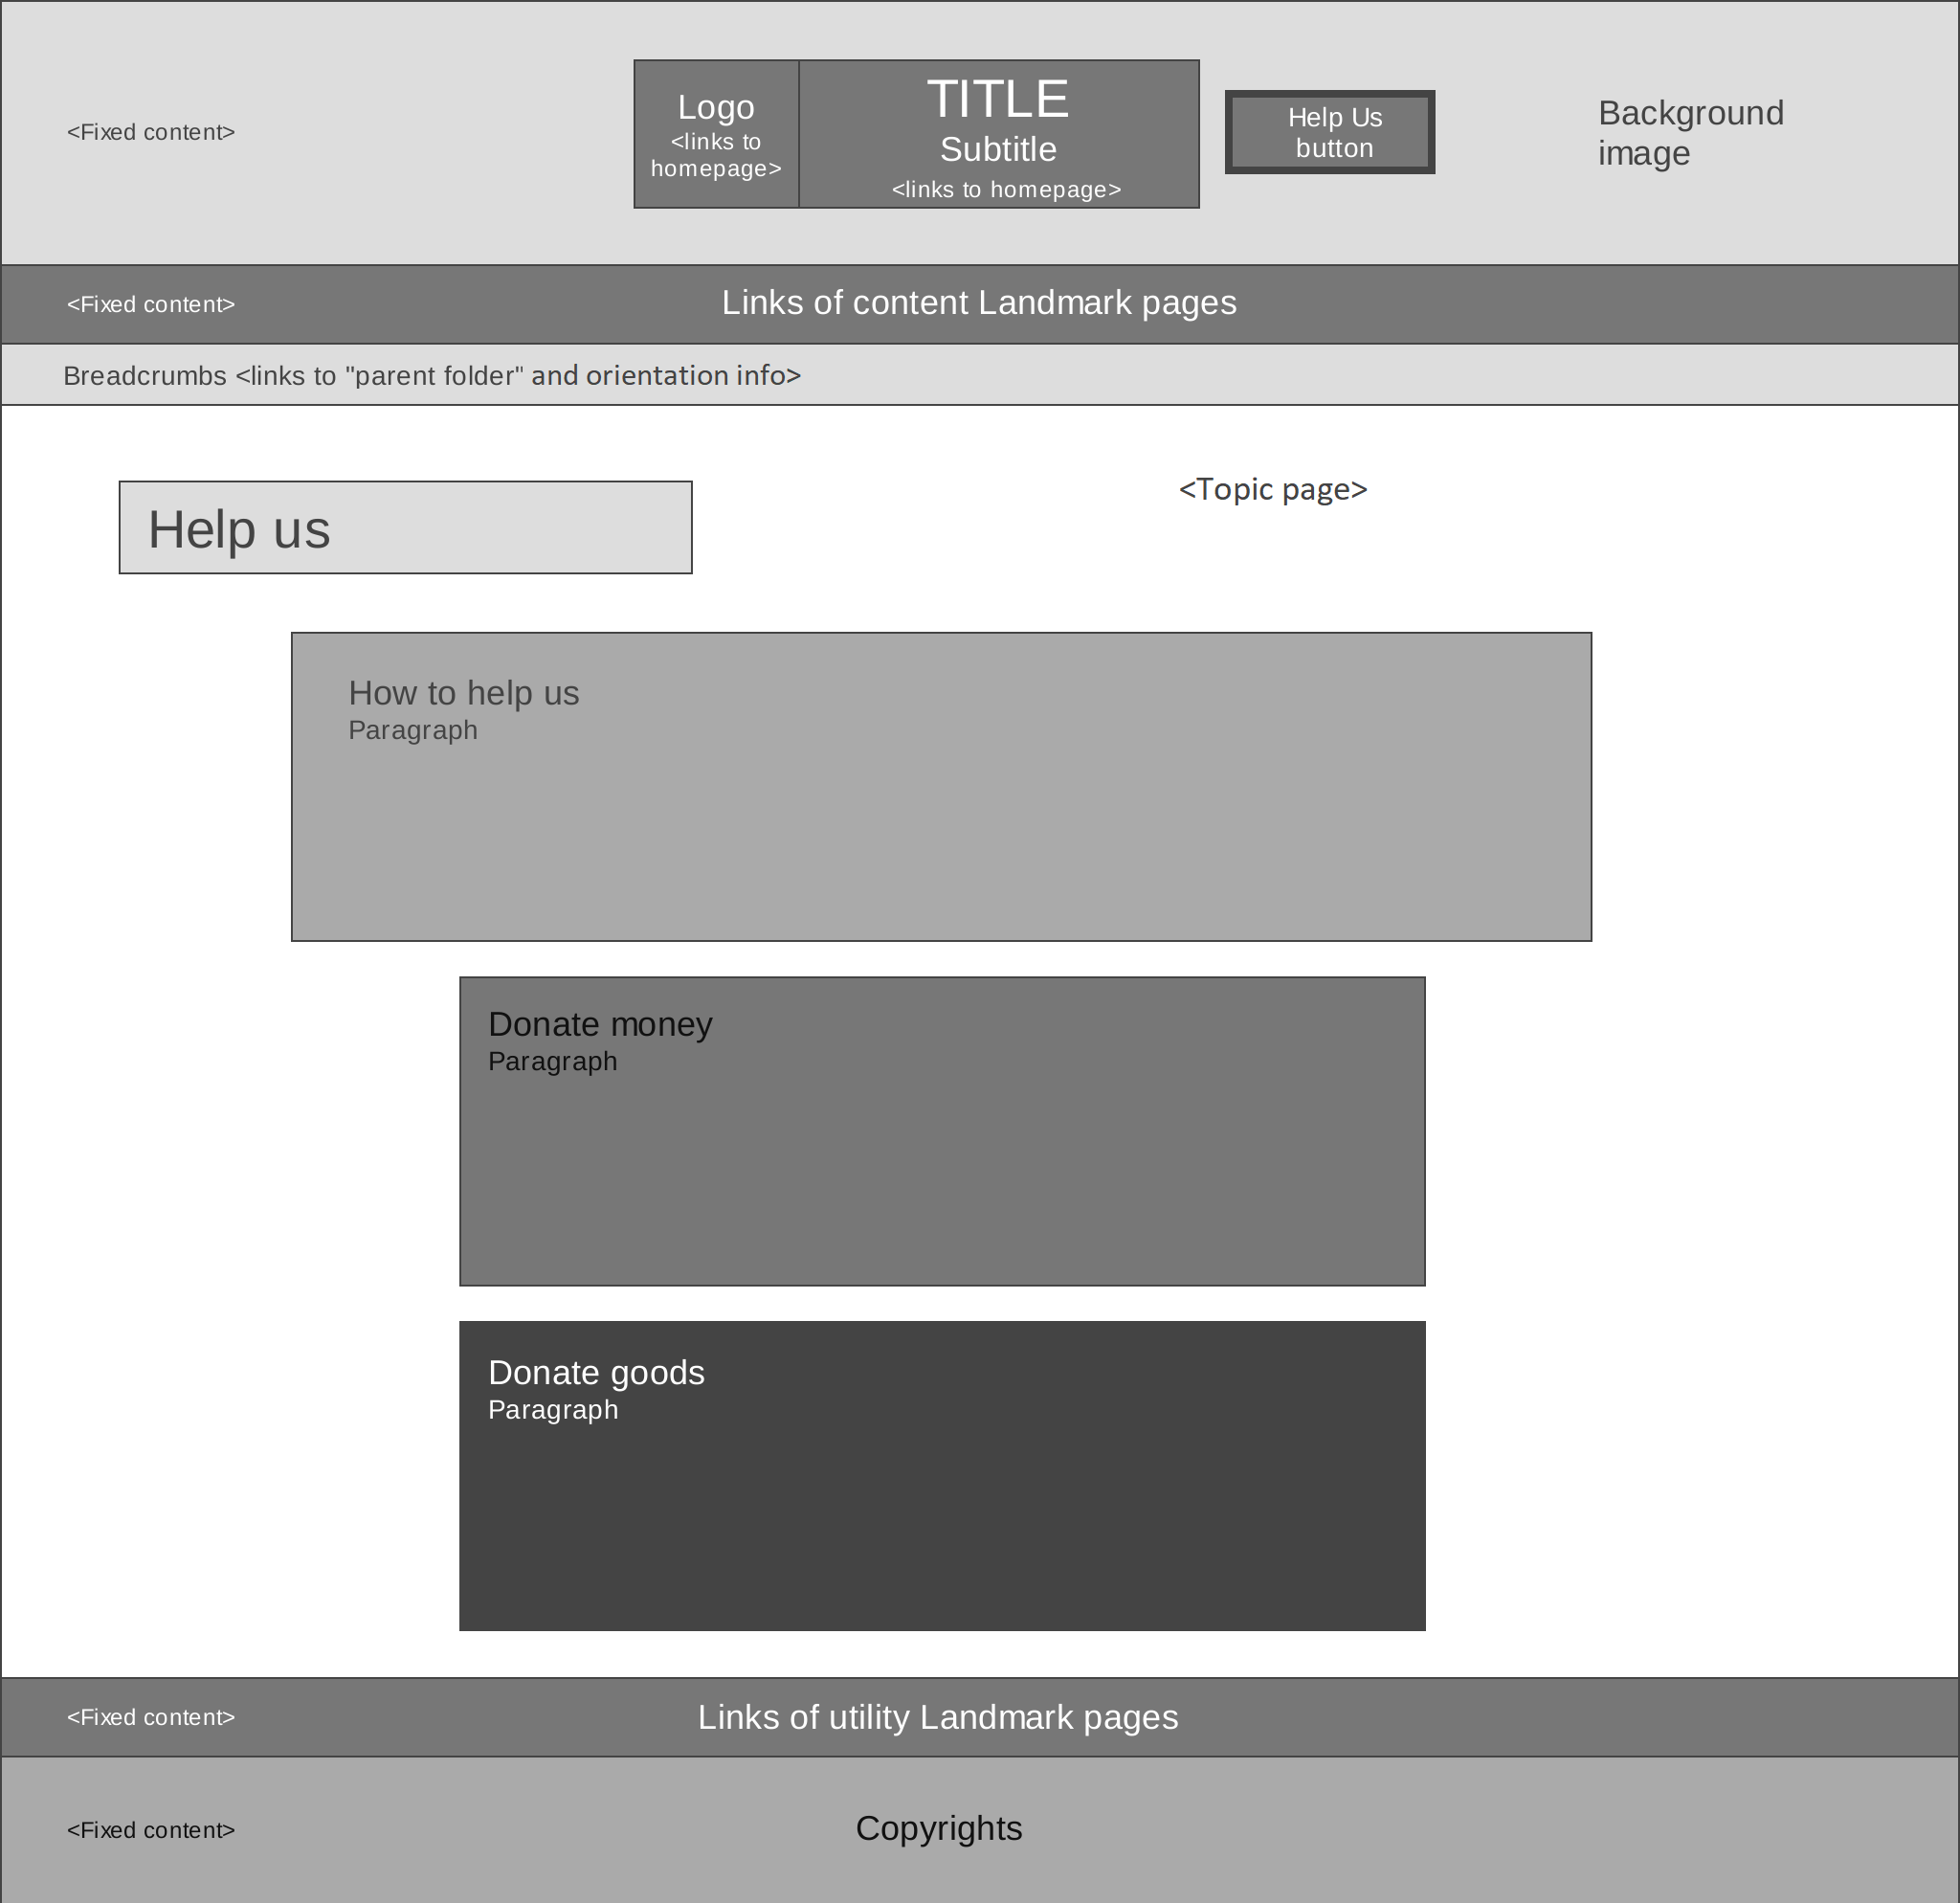 <Fixed content>
Logo
<links to
homepage>
TITLE
Subtitle
<links to homepage>
Help Us
button
Background
image
<Fixed content>
Links of content Landmark pages
Breadcrumbs <links to "parent folder" and orientation info>
Help us
<Topic page>
How to help us
Paragraph
Donate money
Paragraph
Donate goods
Paragraph
<Fixed content>
Links of utility Landmark pages
<Fixed content>
Copyrights